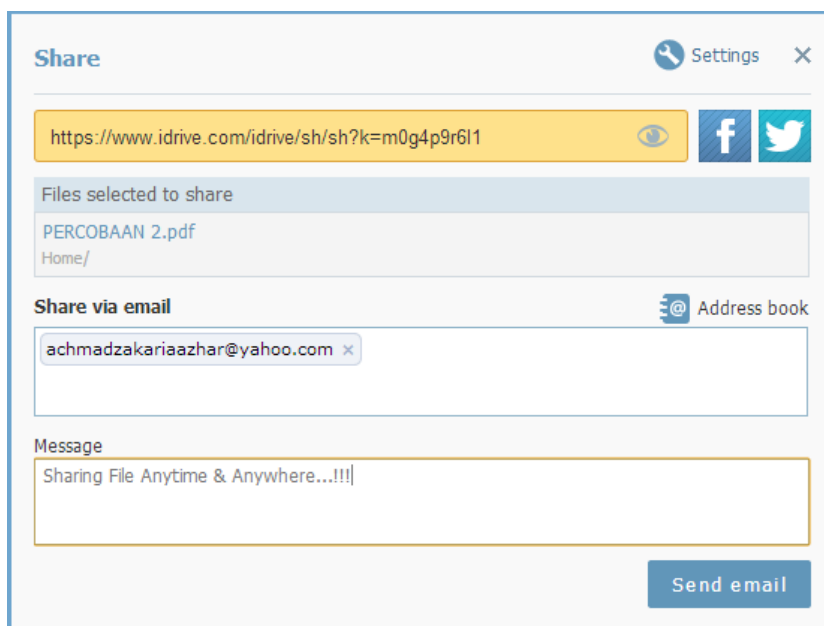 Share
Settings
https://www.idrive.com/idrive/sh/sh?k=m0g4p9r6l1
Files selected to share
PERCOBAAN 2.pdf
Home/
Share via email
Address book
achmadzakariaazhar@yahoo.com
Message
Sharing File Anytime & Anywhere...!!!
Send email